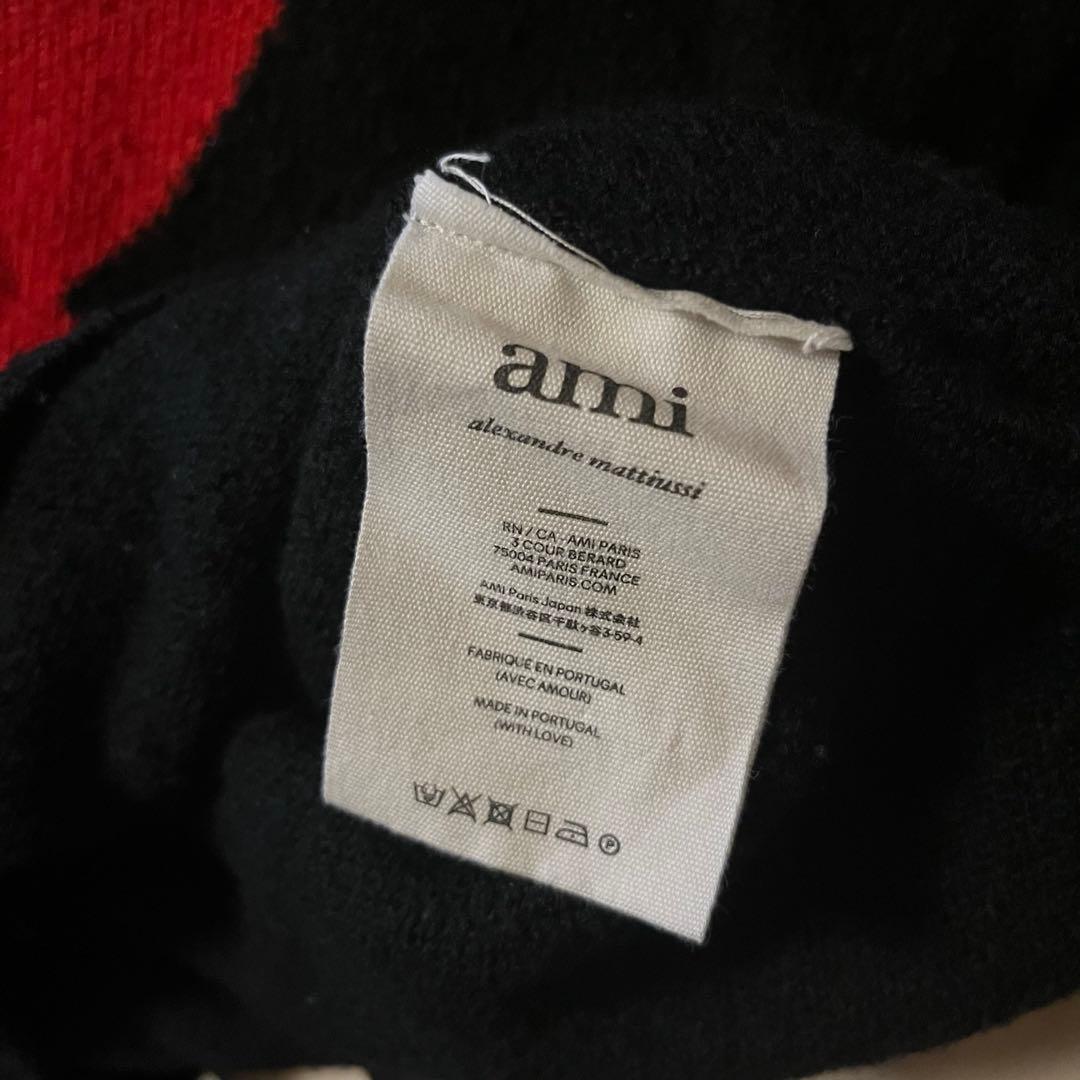 ami
alexandre mattiussi
RN / CA - AMI PARIS
3 COUR BERARD
75004 PARIS FRANCE
AMIPARIS.COM
AMI Paris Japan 株式会社
東京都渋谷区千駄ヶ谷3-59-4
FABRIQUE EN PORTUGAL
(AVEC AMOUR)
MADE IN PORTUGAL
(WITH LOVE)
P